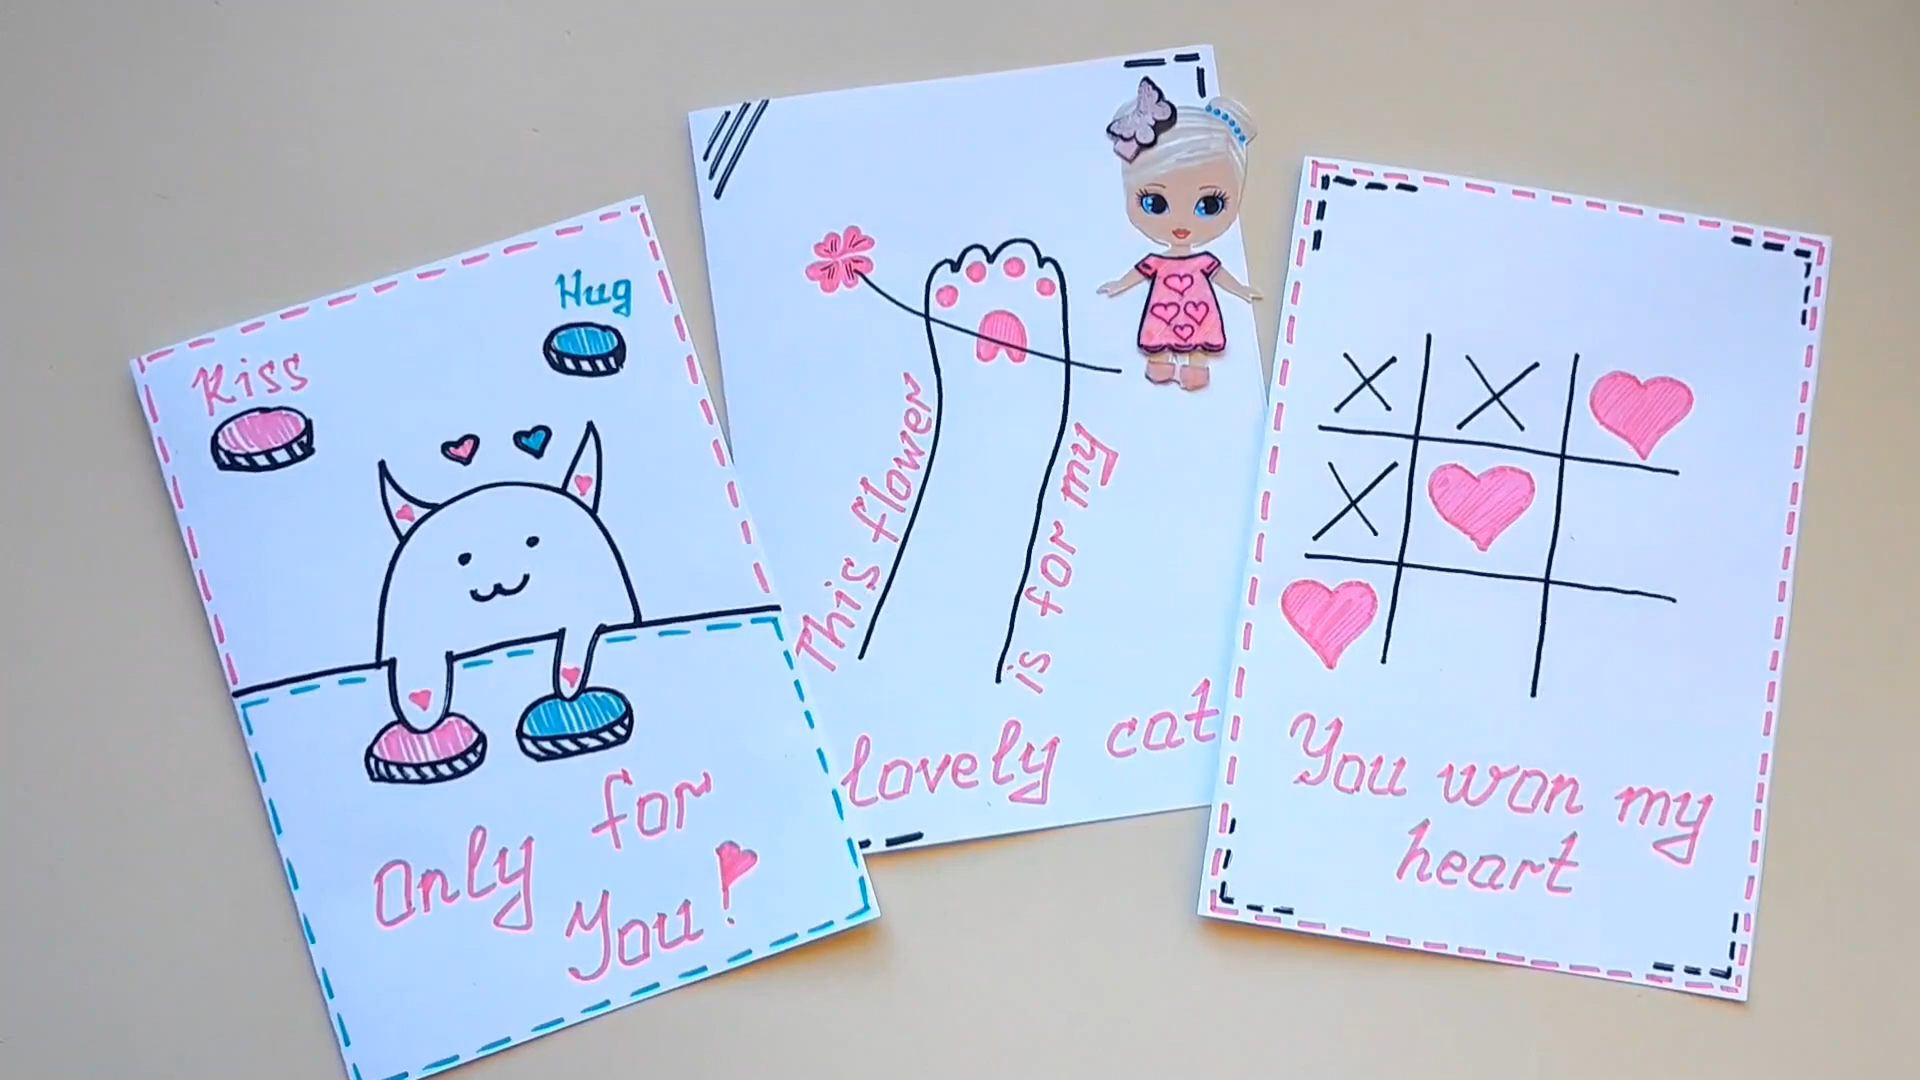 Kiss
Hug
Only for
You!
This flower
is for my
lovely cat
X X
X
You won my
heart